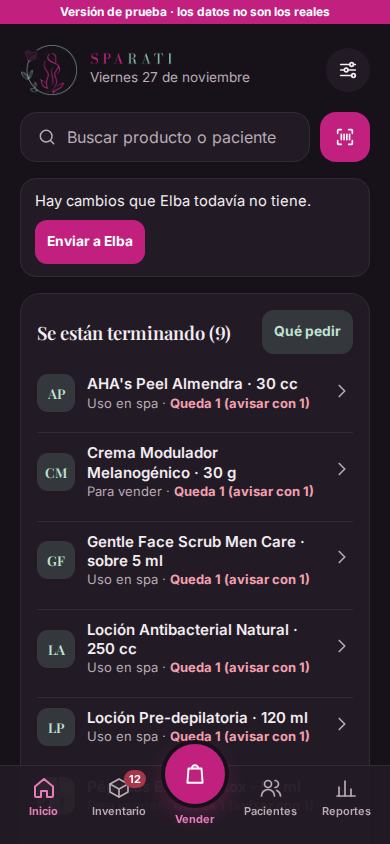 Versión de prueba · los datos no son los reales
SPARATI
Viernes 27 de noviembre
Buscar producto o paciente
Hay cambios que Elba todavía no tiene.
Enviar a Elba
Se están terminando (9)
Qué pedir
AP
AHA's Peel Almendra · 30 cc
Uso en spa · Queda 1 (avisar con 1)
CM
Crema Modulador
Melanogénico · 30 g
Para vender · Queda 1 (avisar con 1)
GF
Gentle Face Scrub Men Care ·
sobre 5 ml
Uso en spa · Queda 1 (avisar con 1)
LA
Loción Antibacterial Natural ·
250 cc
Uso en spa · Queda 1 (avisar con 1)
LP
Loción Pre-depilatoria · 120 ml
Uso en spa · Queda 1 (avisar con 1)
12
Inicio
Inventario
Vender
Pacientes
Reportes